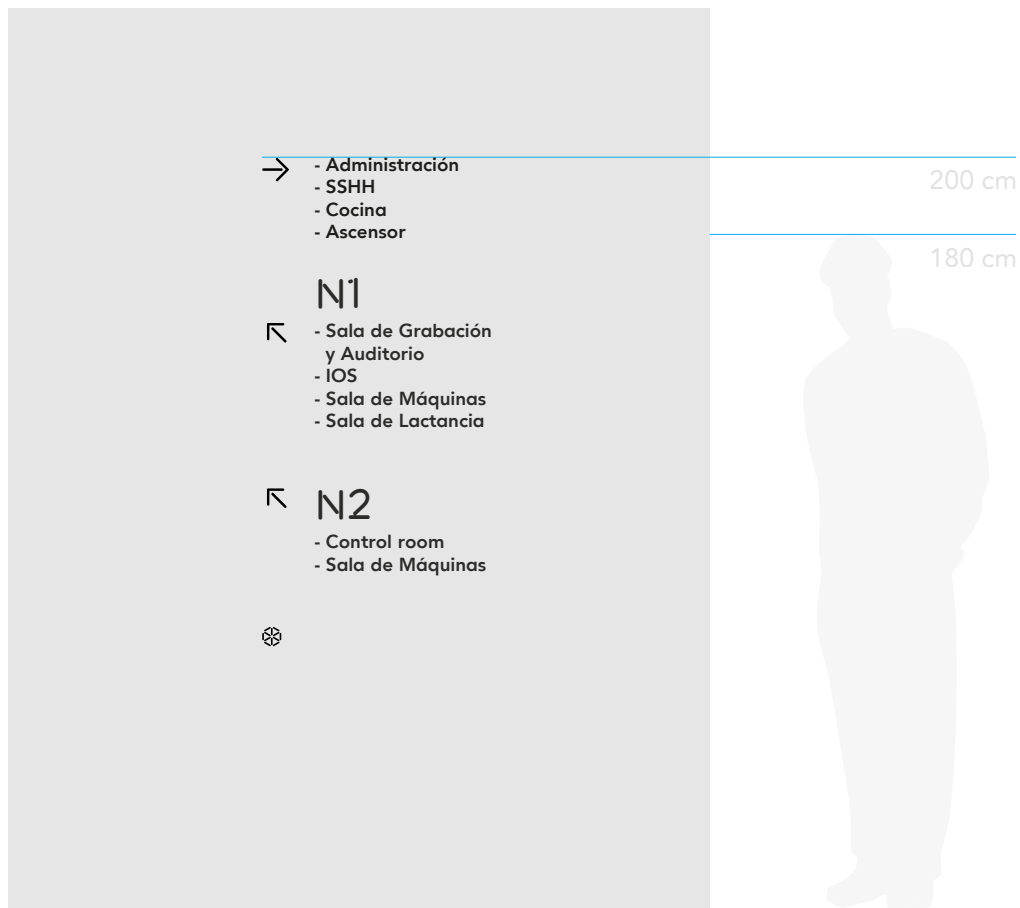 - Administración
- SSHH
- Cocina
- Ascensor
200 cm
180 cm
N1
- Sala de Grabación
y Auditorio
- IOS
- Sala de Máquinas
- Sala de Lactancia
N2
- Control room
- Sala de Máquinas